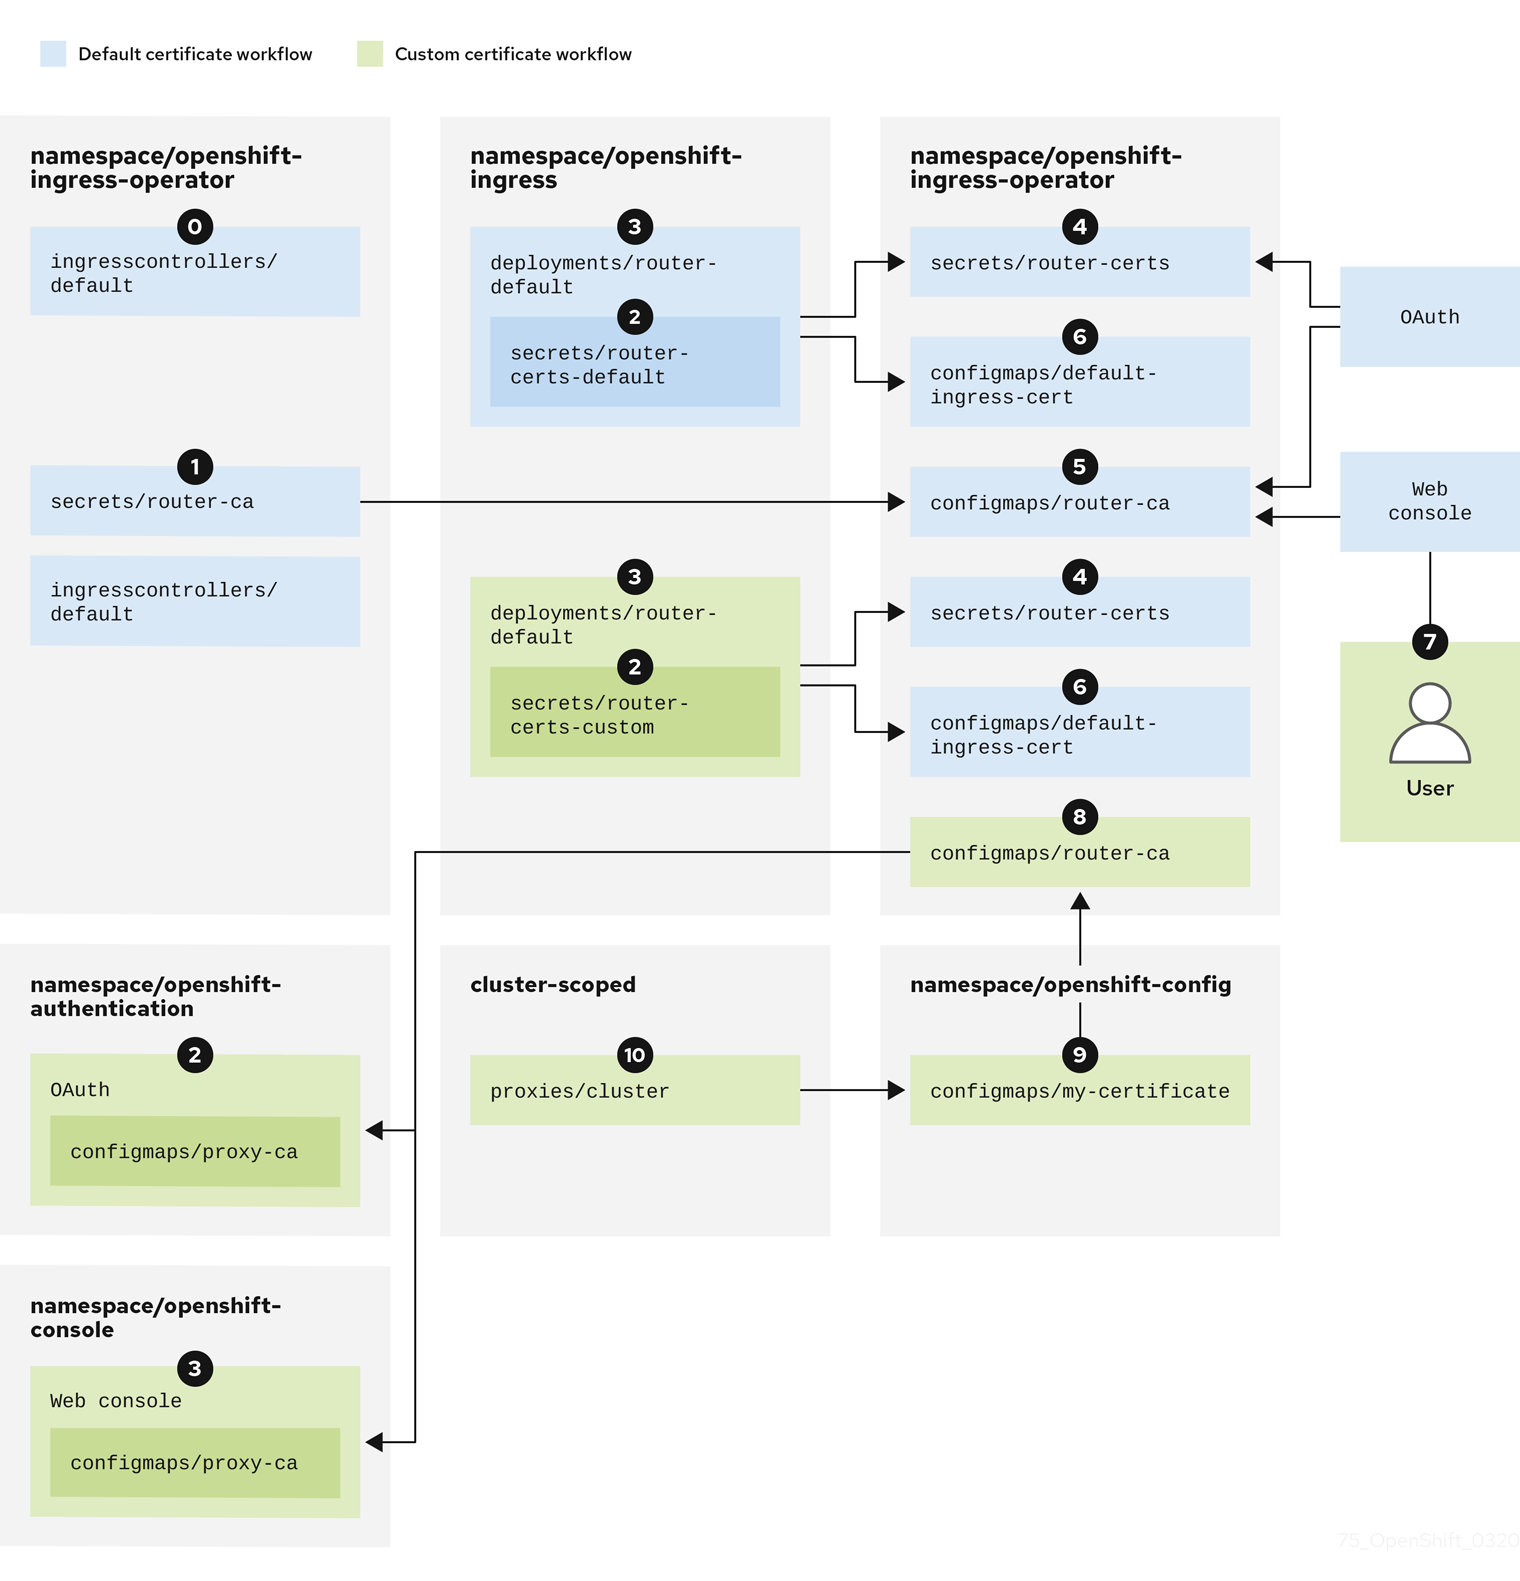 Default certificate workflow
Custom certificate workflow
namespace/openshift-
ingress-operator
0
ingresscontrollers/
default
1
secrets/router-ca
ingresscontrollers/
default
namespace/openshift-
ingress
3
deployments/router-
default
2
secrets/router-
certs-default
3
deployments/router-
default
2
secrets/router-
certs-custom
namespace/openshift-
ingress-operator
4
secrets/router-certs
6
configmaps/default-
ingress-cert
5
configmaps/router-ca
4
secrets/router-certs
6
configmaps/default-
ingress-cert
8
configmaps/router-ca
OAuth
Web
console
7
User
namespace/openshift-
authentication
2
OAuth
configmaps/proxy-ca
cluster-scoped
10
proxies/cluster
namespace/openshift-config
9
configmaps/my-certificate
namespace/openshift-
console
3
Web console
configmaps/proxy-ca
75_OpenShift_0320